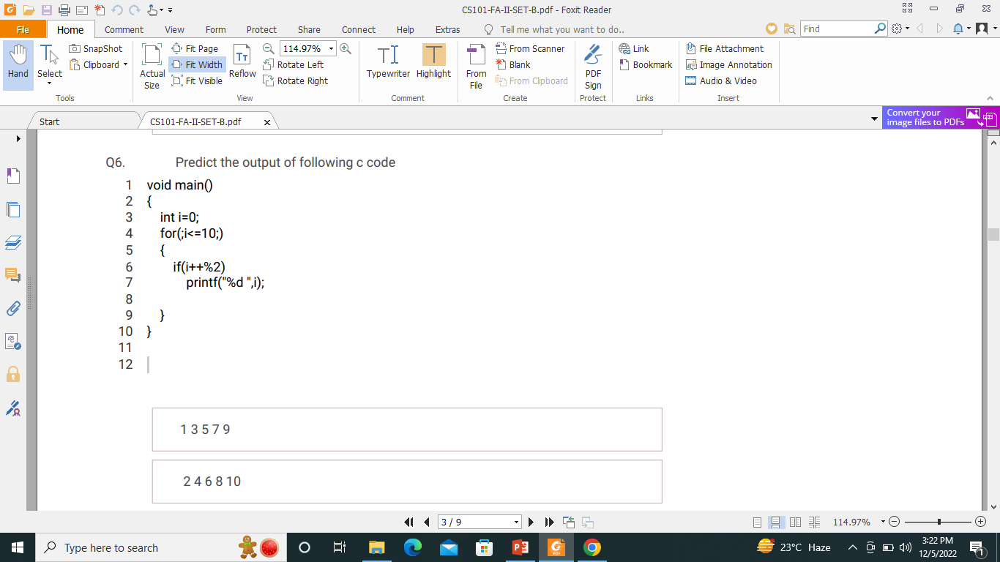 CS101-FA-II-SET-B.pdf - Foxit Reader
File Home Comment View Form Protect Share Connect Help Extras Tell me what you want to do.. Find
Hand
Select
SnapShot
Clipboard
Tools
Actual Size
Fit Page
Fit Width
Fit Visible
Reflow
114.97%
Rotate Left
Rotate Right
View
Typewriter
Highlight
Comment
From File
From Scanner
Blank
From Clipboard
Create
PDF Sign
Protect
Link
Bookmark
Links
File Attachment
Image Annotation
Audio & Video
Insert
Start
CS101-FA-II-SET-B.pdf
Convert your
image files to PDFs
Q6. Predict the output of following c code
1 void main()
2 {
3 int i=0;
4 for(;i<=10;)
5 {
6 if(i++%2)
7 printf("%d ",i);
8
9 }
10 }
11
12
1 3 5 7 9
2 4 6 8 10
3 / 9
114.97%
Type here to search
23°C Haze
3:22 PM
12/5/2022
1